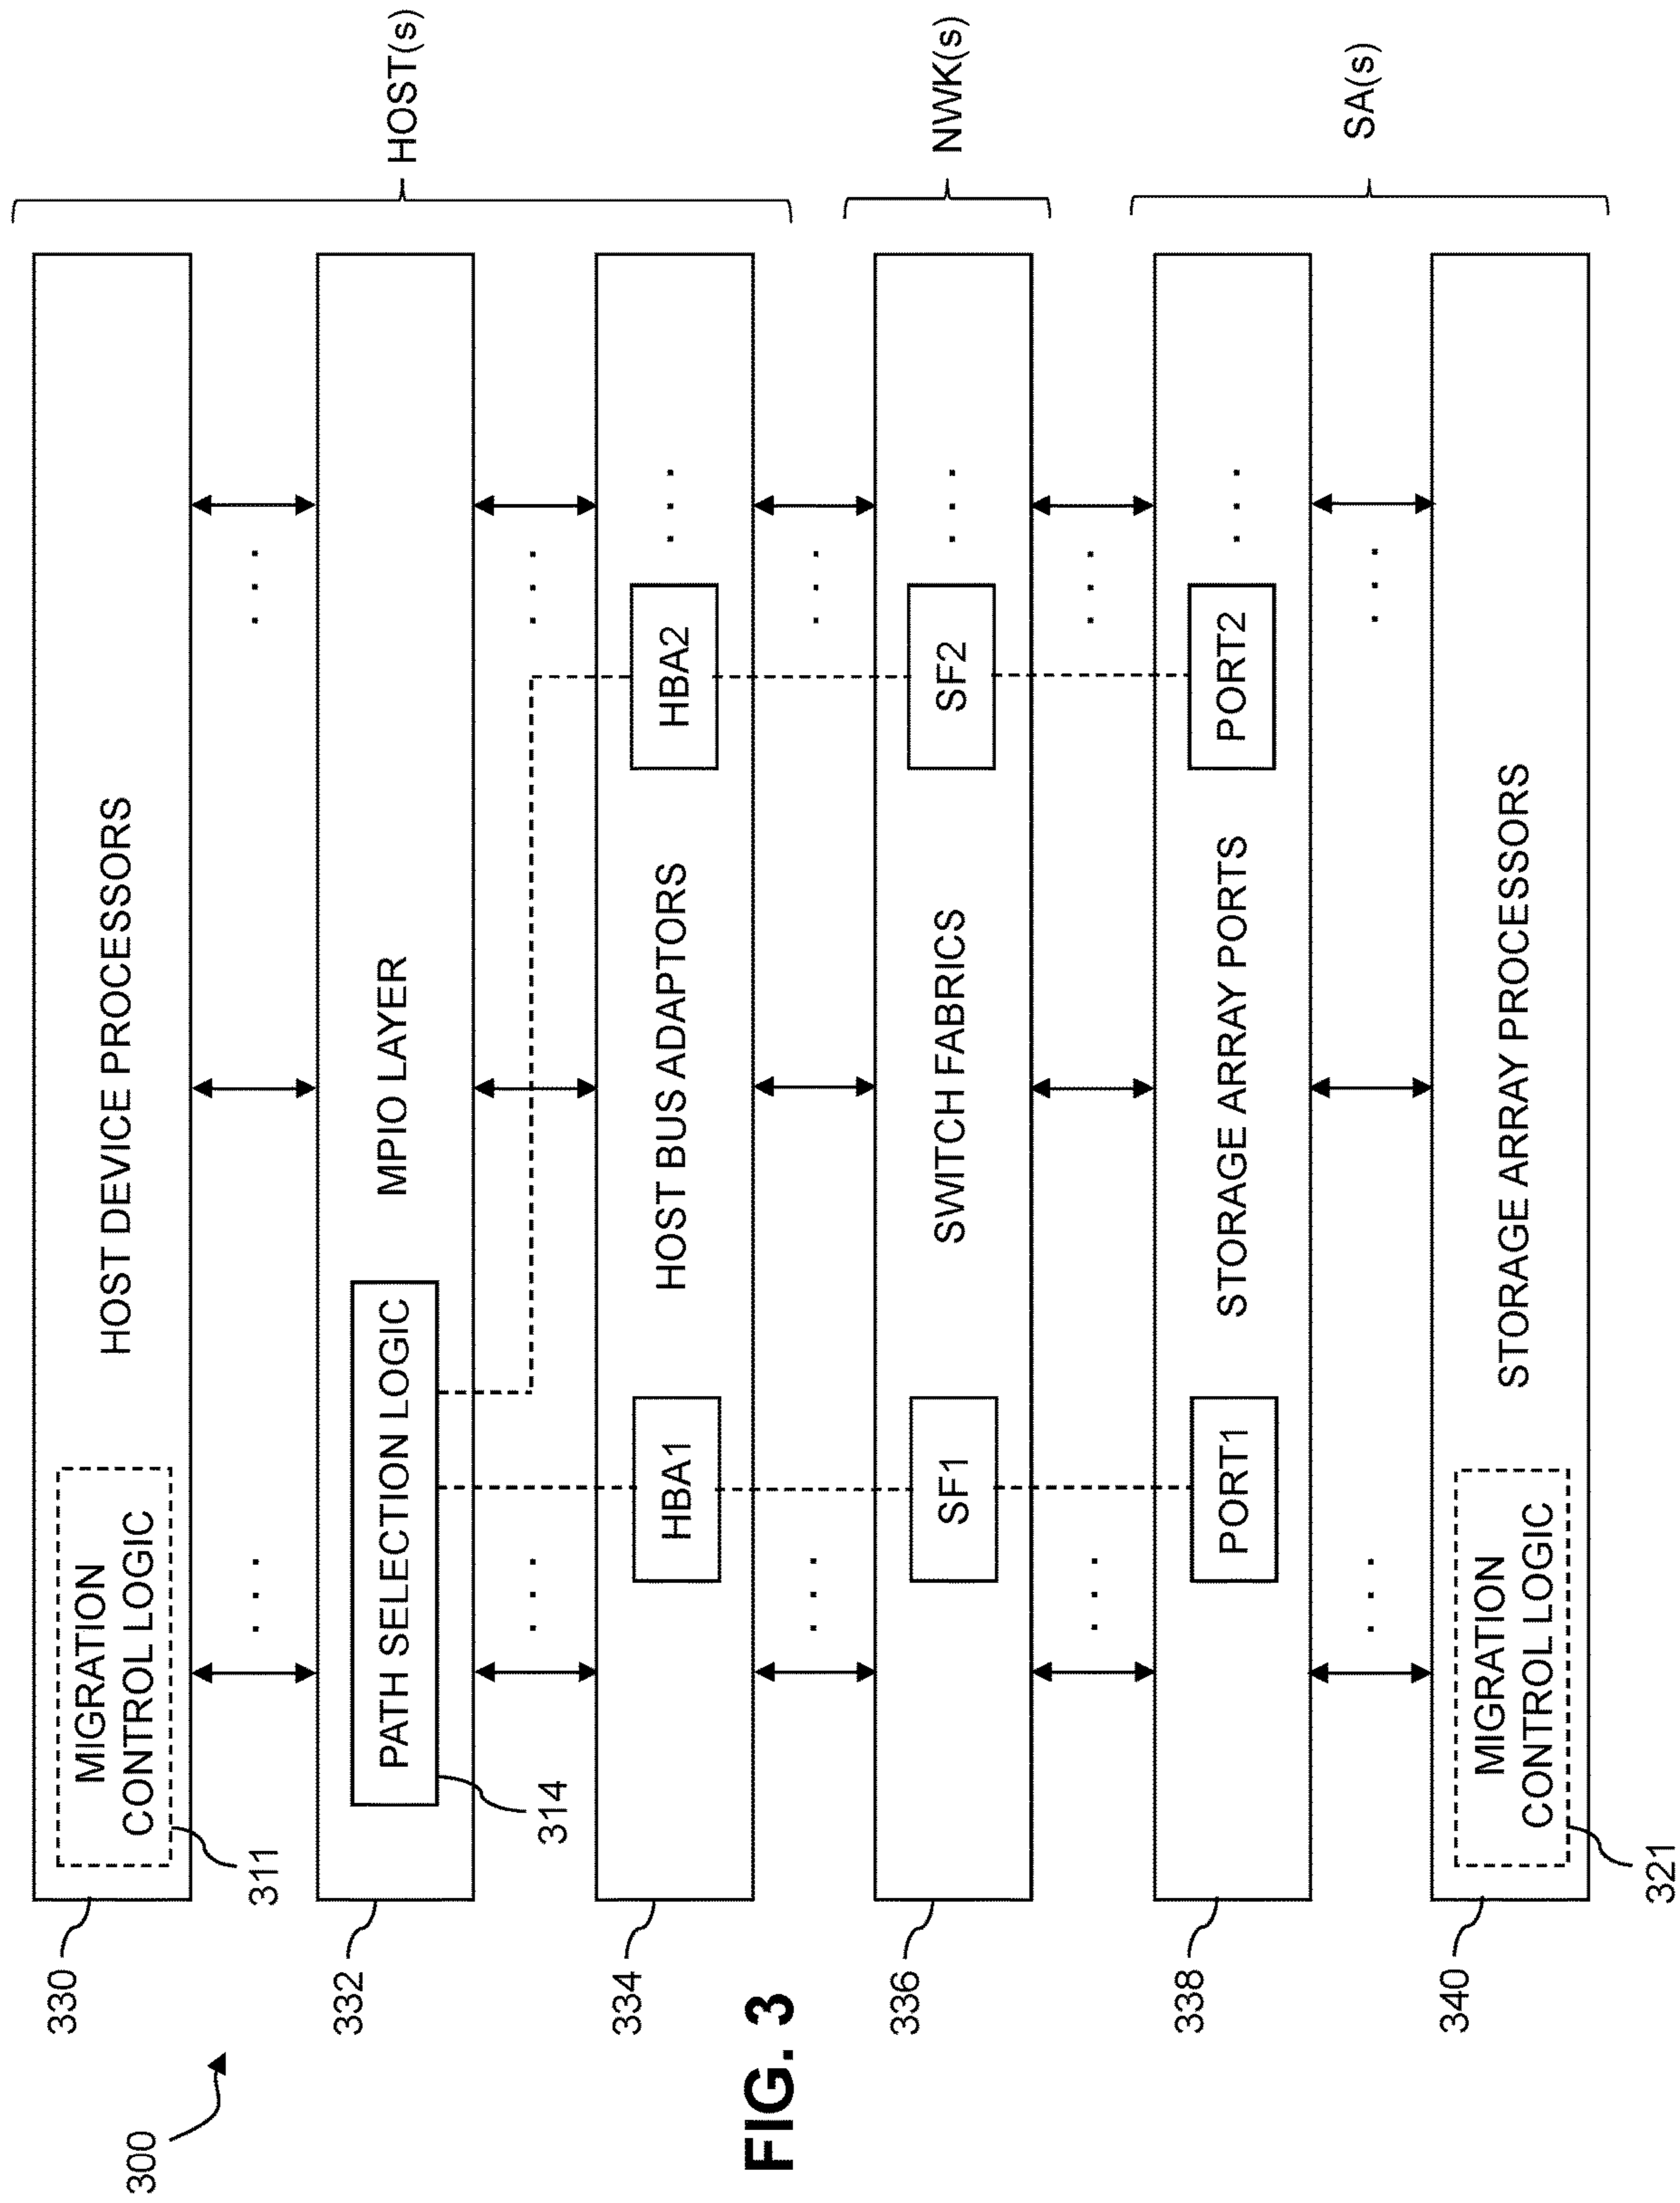 300
330
MIGRATION
CONTROL LOGIC
311
HOST DEVICE PROCESSORS
332
PATH SELECTION LOGIC
314
MPIO LAYER
334
HBA1
HOST BUS ADAPTORS
HBA2
. . .
HOST(s)
336
SF1
SWITCH FABRICS
SF2
. . .
NWK(s)
338
PORT1
STORAGE ARRAY PORTS
PORT2
. . .
340
MIGRATION
CONTROL LOGIC
321
STORAGE ARRAY PROCESSORS
SA(s)
FIG. 3